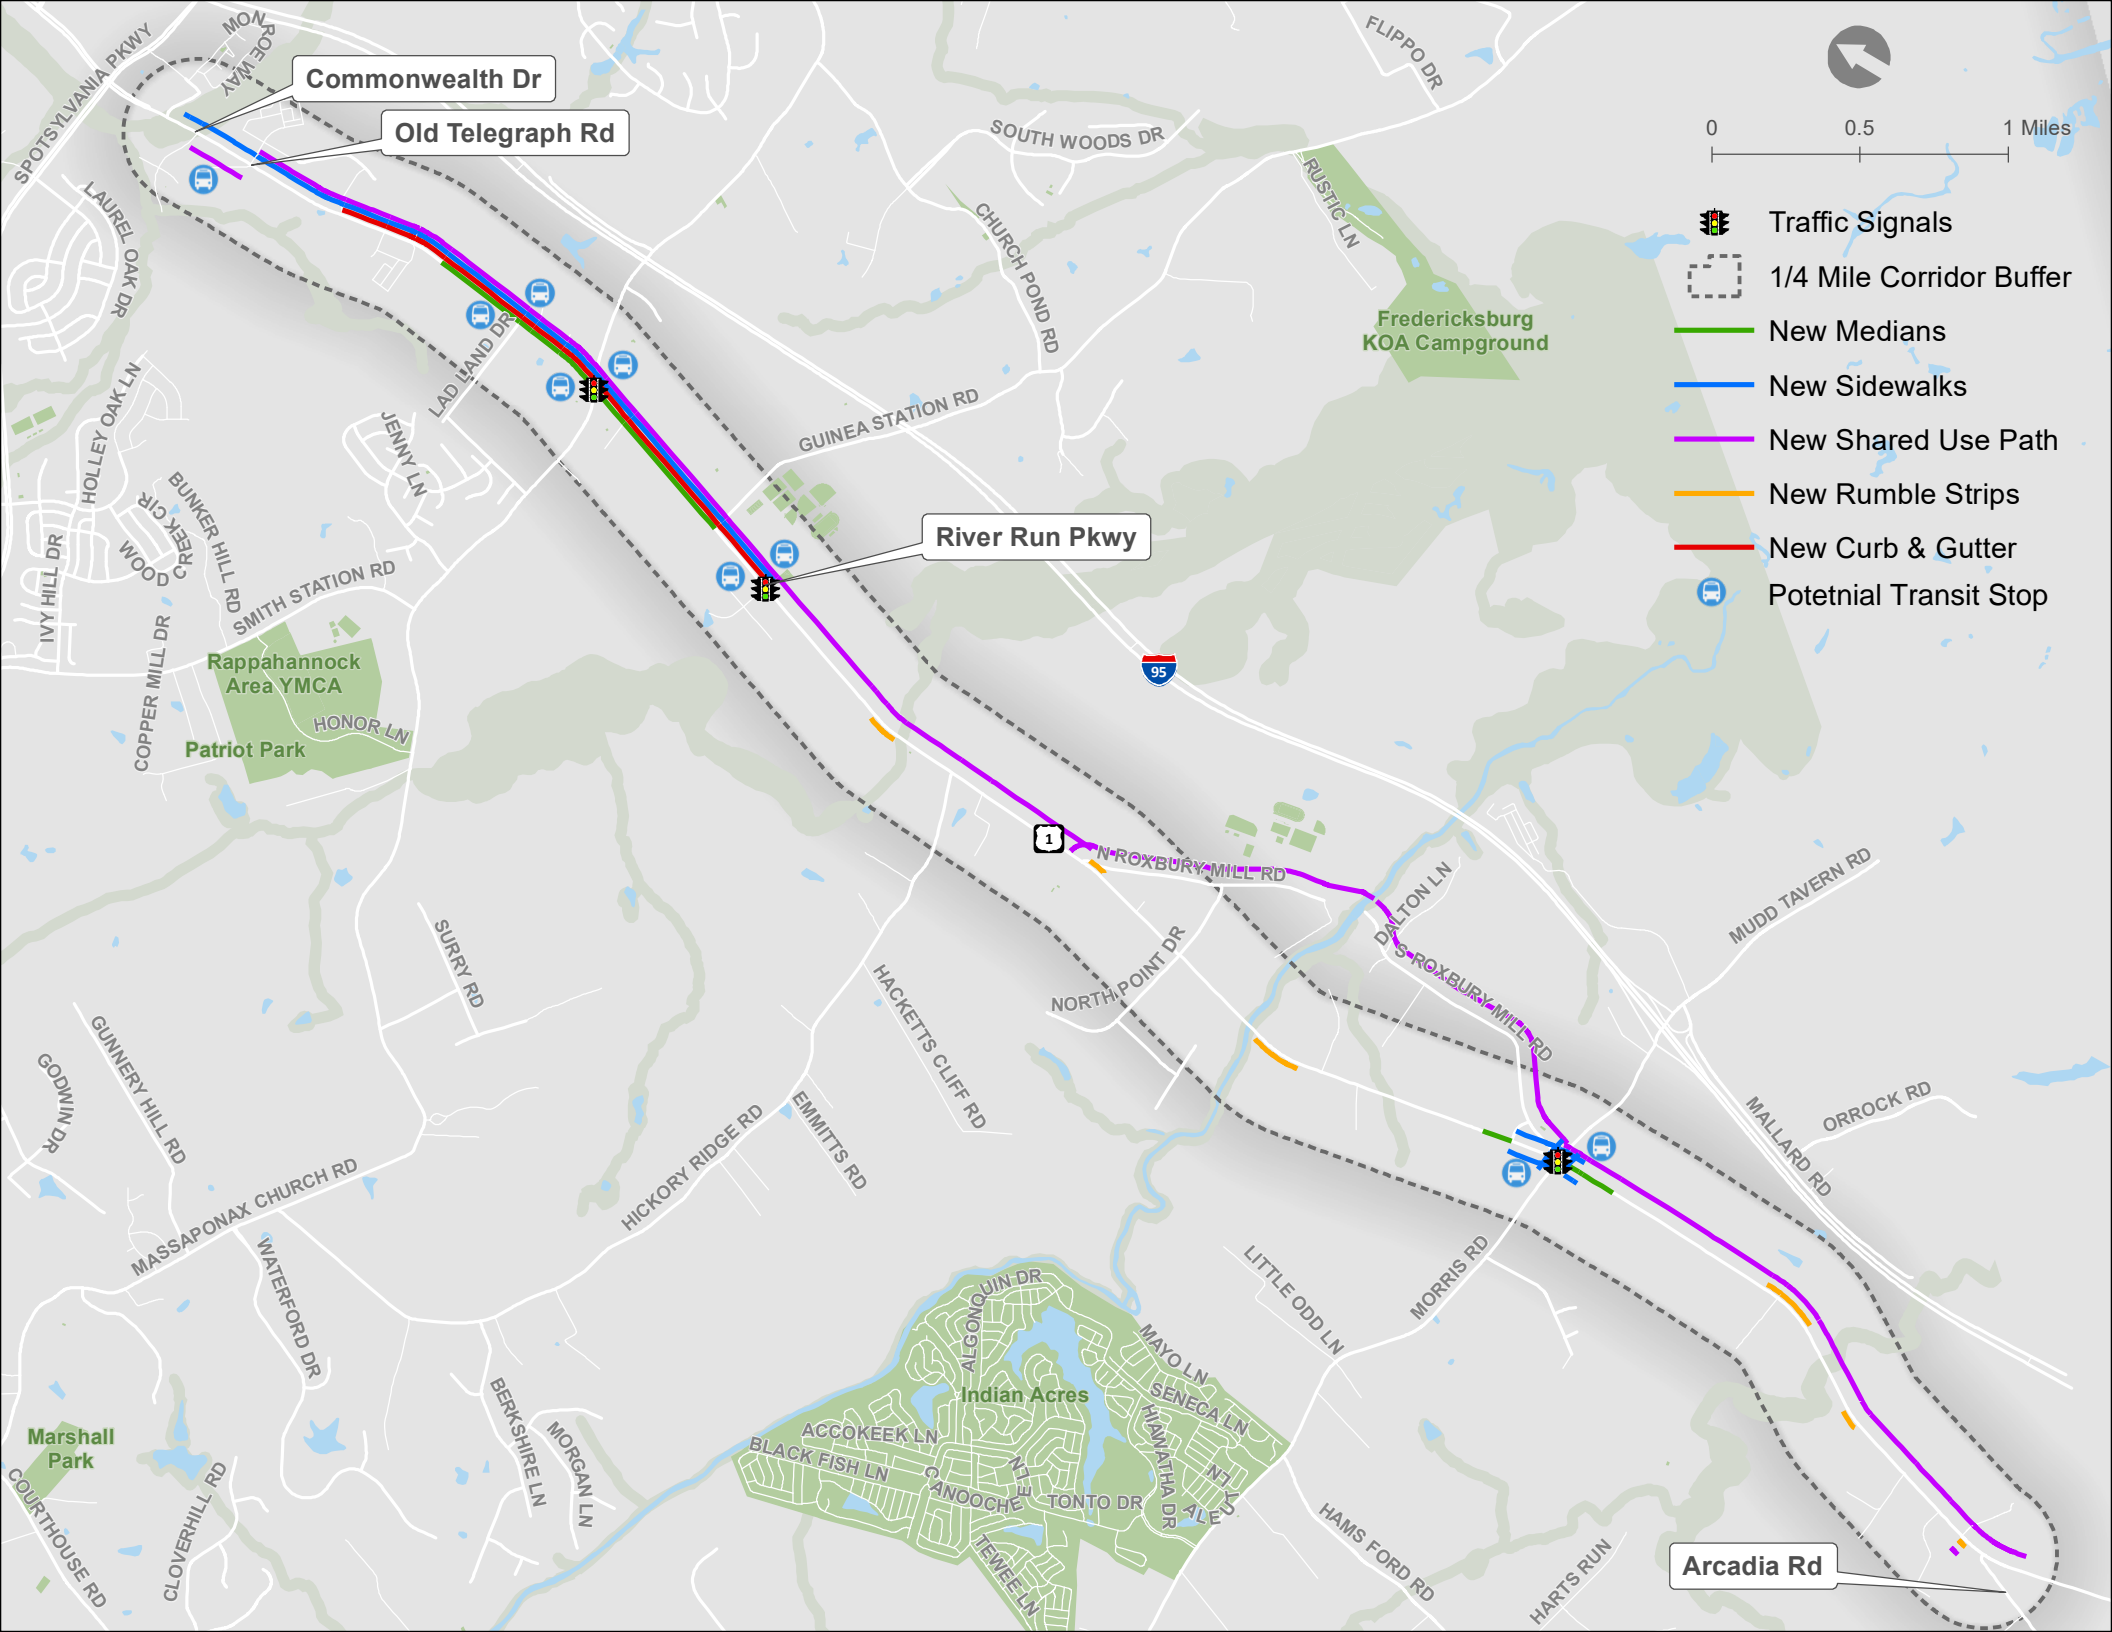 MONROE WAY
SPOTSYLVANIA PKWY
Commonwealth Dr
Old Telegraph Rd
FLIPPO DR
0 0.5 1 Miles
SOUTH WOODS DR
RUSTIC LN
LAUREL OAK DR
CHURCH POND RD
Traffic Signals
1/4 Mile Corridor Buffer
New Medians
New Sidewalks
New Shared Use Path
New Rumble Strips
New Curb & Gutter
Potetnial Transit Stop
Fredericksburg
KOA Campground
LAD LAND DR
HOLLEY OAK LN
JENNY LN
GUINEA STATION RD
BUNKER HILL RD
WOOD CREEK CIR
IVY HILL DR
River Run Pkwy
SMITH STATION RD
COPPER MILL DR
Rappahannock
Area YMCA
HONOR LN
Patriot Park
95
1
N ROXBURY MILL RD
DALTON LN
MUDD TAVERN RD
S ROXBURY MILL RD
NORTH POINT DR
SURRY RD
HACKETTS CLIFF RD
GUNNERY HILL RD
GODWIN DR
EMMITTS RD
HICKORY RIDGE RD
MALLARD RD
ORROCK RD
MASSAPONAX CHURCH RD
WATERFORD DR
LITTLE ODD LN
MORRIS RD
ALGONQUIN DR
MAYO LN
SENECA LN
Indian Acres
HIAWATHA DR
ACCOKEEK LN
BLACK FISH LN
CANOOCHEE LN
TONTO DR
ALEUT LN
TEWEE LN
BERKSHIRE LN
MORGAN LN
Marshall
Park
COURTHOUSE RD
CLOVERHILL RD
HAMS FORD RD
HARTS RUN
Arcadia Rd